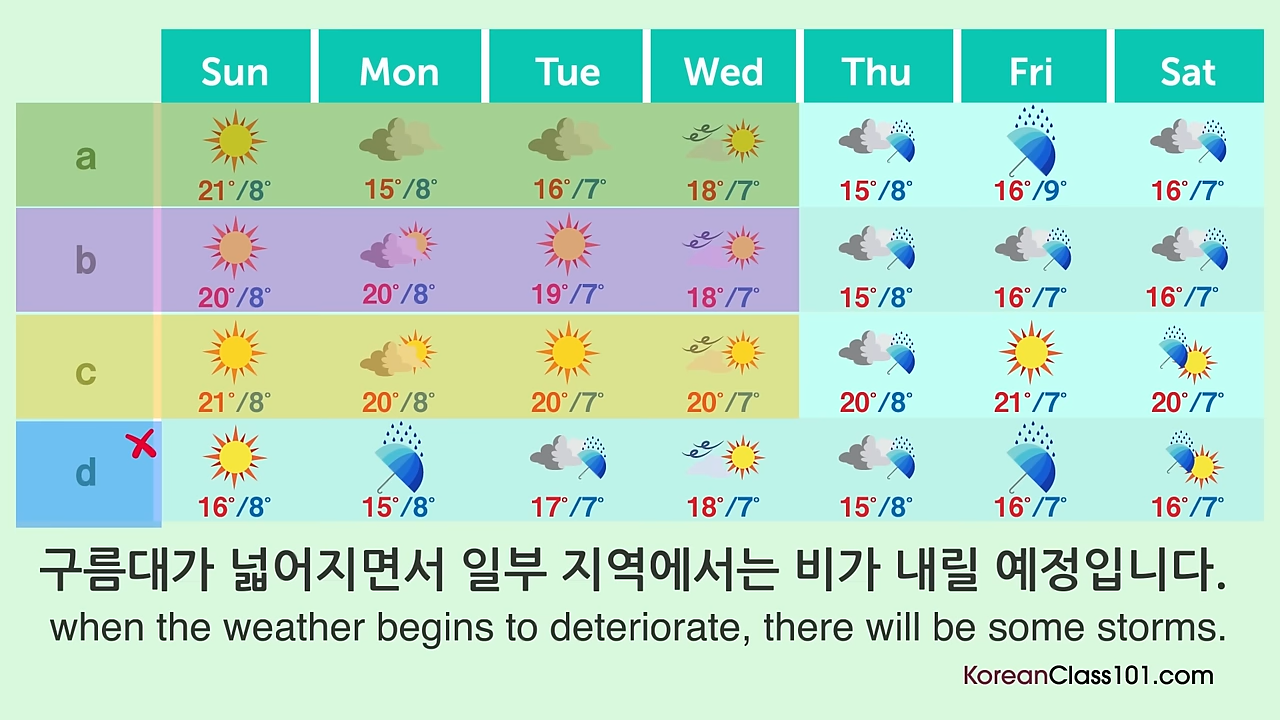 Sun Mon Tue Wed Thu Fri Sat
a
21°/8° 15°/8° 16°/7° 18°/7° 15°/8° 16°/9° 16°/7°
b
20°/8° 20°/8° 19°/7° 18°/7° 15°/8° 16°/7° 16°/7°
c
21°/8° 20°/8° 20°/7° 20°/7° 20°/8° 21°/7° 20°/7°
d
16°/8° 15°/8° 17°/7° 18°/7° 15°/8° 16°/7° 16°/7°
구름대가 넓어지면서 일부 지역에서는 비가 내릴 예정입니다.
when the weather begins to deteriorate, there will be some storms.
KoreanClass101.com